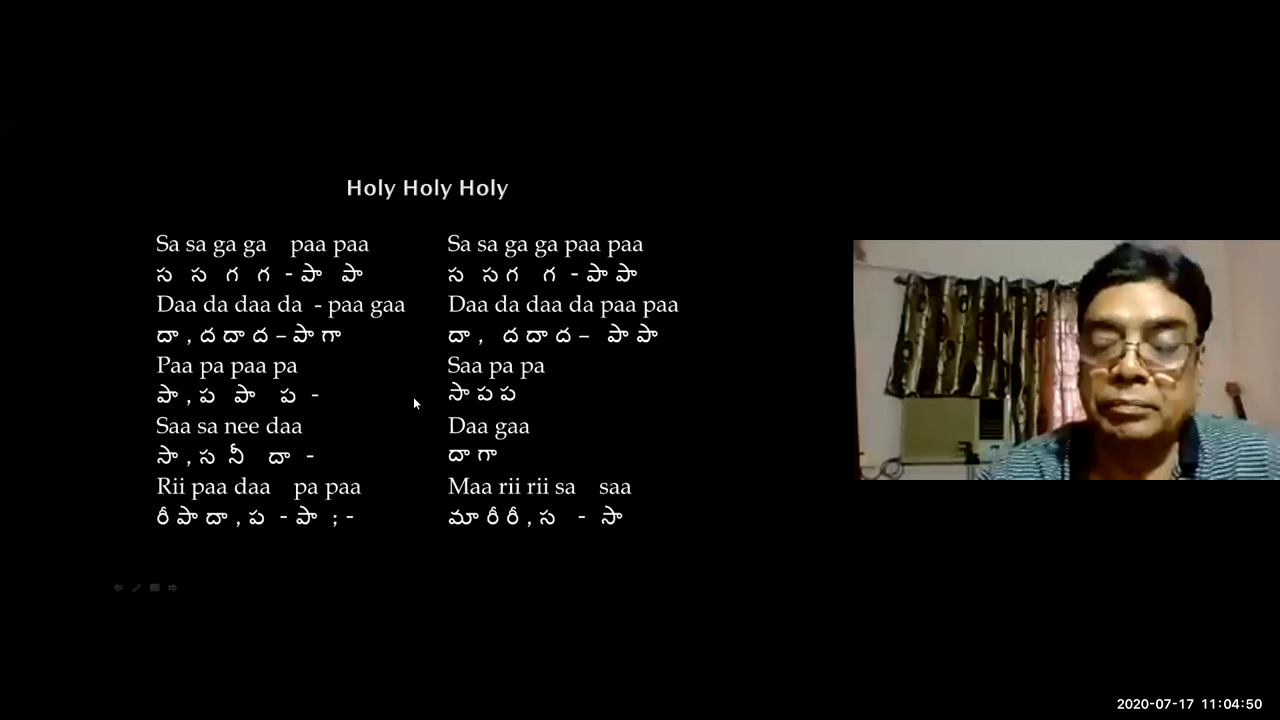 Holy Holy Holy
Sa sa ga ga paa paa
స స గ గ - పా పా
Daa da daa da - paa gaa
దా , ద దా ద – పా గా
Paa pa paa pa
పా , ప పా ప -
Saa sa nee daa
సా , స నీ దా -
Rii paa daa pa paa
రీ పా దా , ప - పా ; -
Sa sa ga ga paa paa
స స గ గ - పా పా
Daa da daa da paa paa
దా , ద దా ద – పా పా
Saa pa pa
సా ప ప
Daa gaa
దా గా
Maa rii rii sa saa
మా రీ రీ , స - సా
2020-07-17 11:04:50